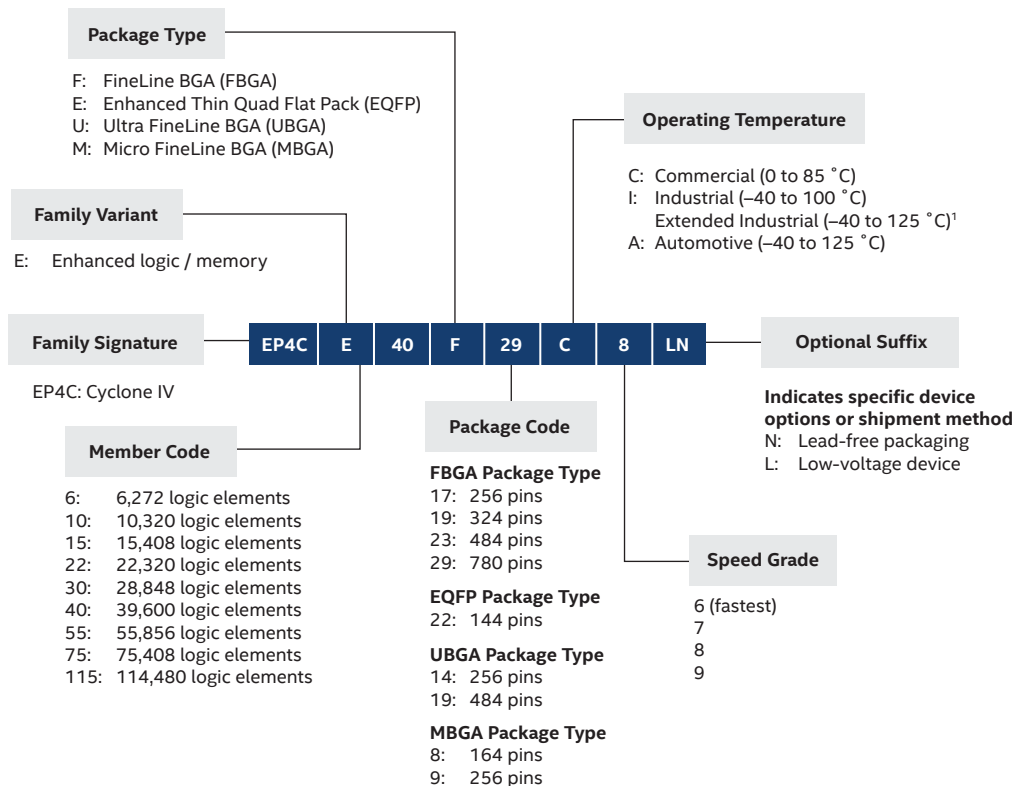 Package Type
F: FineLine BGA (FBGA)
E: Enhanced Thin Quad Flat Pack (EQFP)
U: Ultra FineLine BGA (UBGA)
M: Micro FineLine BGA (MBGA)
Operating Temperature
C: Commercial (0 to 85 ˚C)
I: Industrial (–40 to 100 ˚C)
Extended Industrial (–40 to 125 ˚C)¹
A: Automotive (–40 to 125 ˚C)
Family Variant
E: Enhanced logic / memory
Family Signature
EP4C: Cyclone IV
EP4C E 40 F 29 C 8 LN
Optional Suffix
Indicates specific device
options or shipment method
N: Lead-free packaging
L: Low-voltage device
Member Code
6: 6,272 logic elements
10: 10,320 logic elements
15: 15,408 logic elements
22: 22,320 logic elements
30: 28,848 logic elements
40: 39,600 logic elements
55: 55,856 logic elements
75: 75,408 logic elements
115: 114,480 logic elements
Package Code
FBGA Package Type
17: 256 pins
19: 324 pins
23: 484 pins
29: 780 pins
EQFP Package Type
22: 144 pins
UBGA Package Type
14: 256 pins
19: 484 pins
MBGA Package Type
8: 164 pins
9: 256 pins
Speed Grade
6 (fastest)
7
8
9